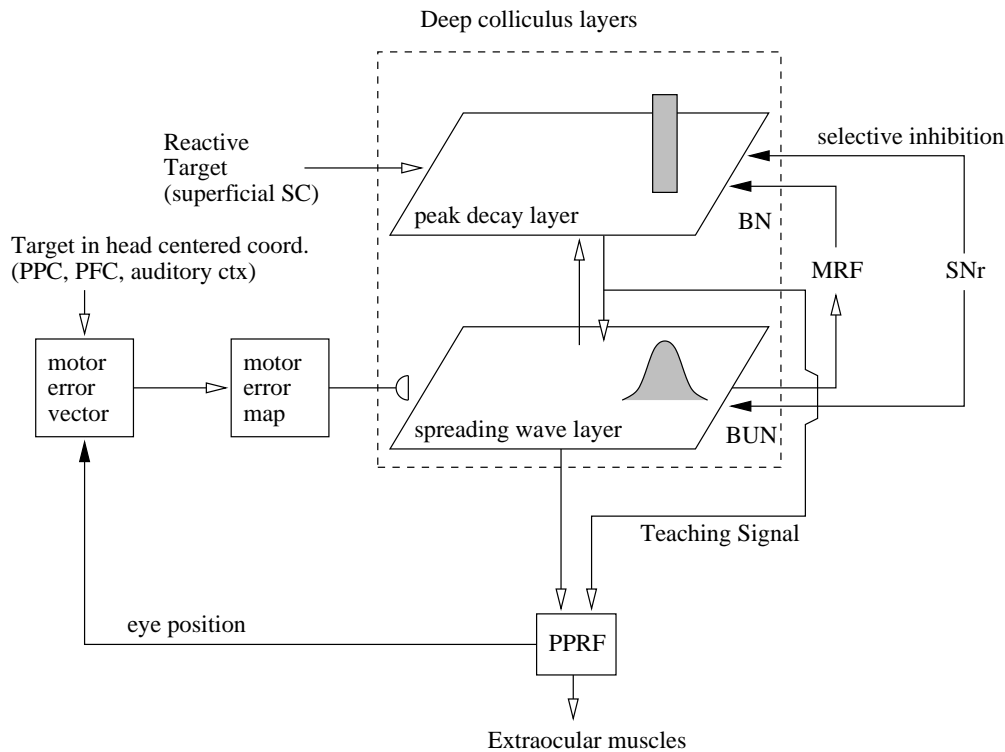 Deep colliculus layers
Reactive
Target
(superficial SC)
selective inhibition
peak decay layer
BN
Target in head centered coord.
(PPC, PFC, auditory ctx)
MRF
SNr
motor
error
vector
motor
error
map
spreading wave layer
BUN
Teaching Signal
eye position
PPRF
Extraocular muscles